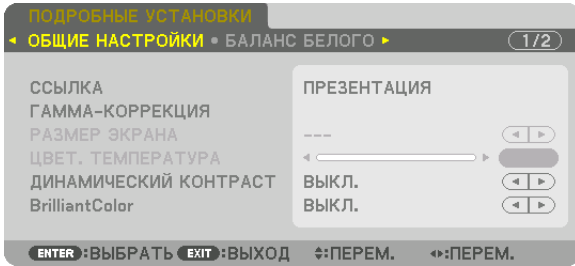 ПОДРОБНЫЕ УСТАНОВКИ
◄ ОБЩИЕ НАСТРОЙКИ • БАЛАНС БЕЛОГО ► 1/2
ССЫЛКА ПРЕЗЕНТАЦИЯ
ГАММА-КОРРЕКЦИЯ
РАЗМЕР ЭКРАНА ---
ЦВЕТ. ТЕМПЕРАТУРА
ДИНАМИЧЕСКИЙ КОНТРАСТ ВЫКЛ.
BrilliantColor ВЫКЛ.
ENTER :ВЫБРАТЬ EXIT :ВЫХОД ♦:ПЕРЕМ. ◄►:ПЕРЕМ.